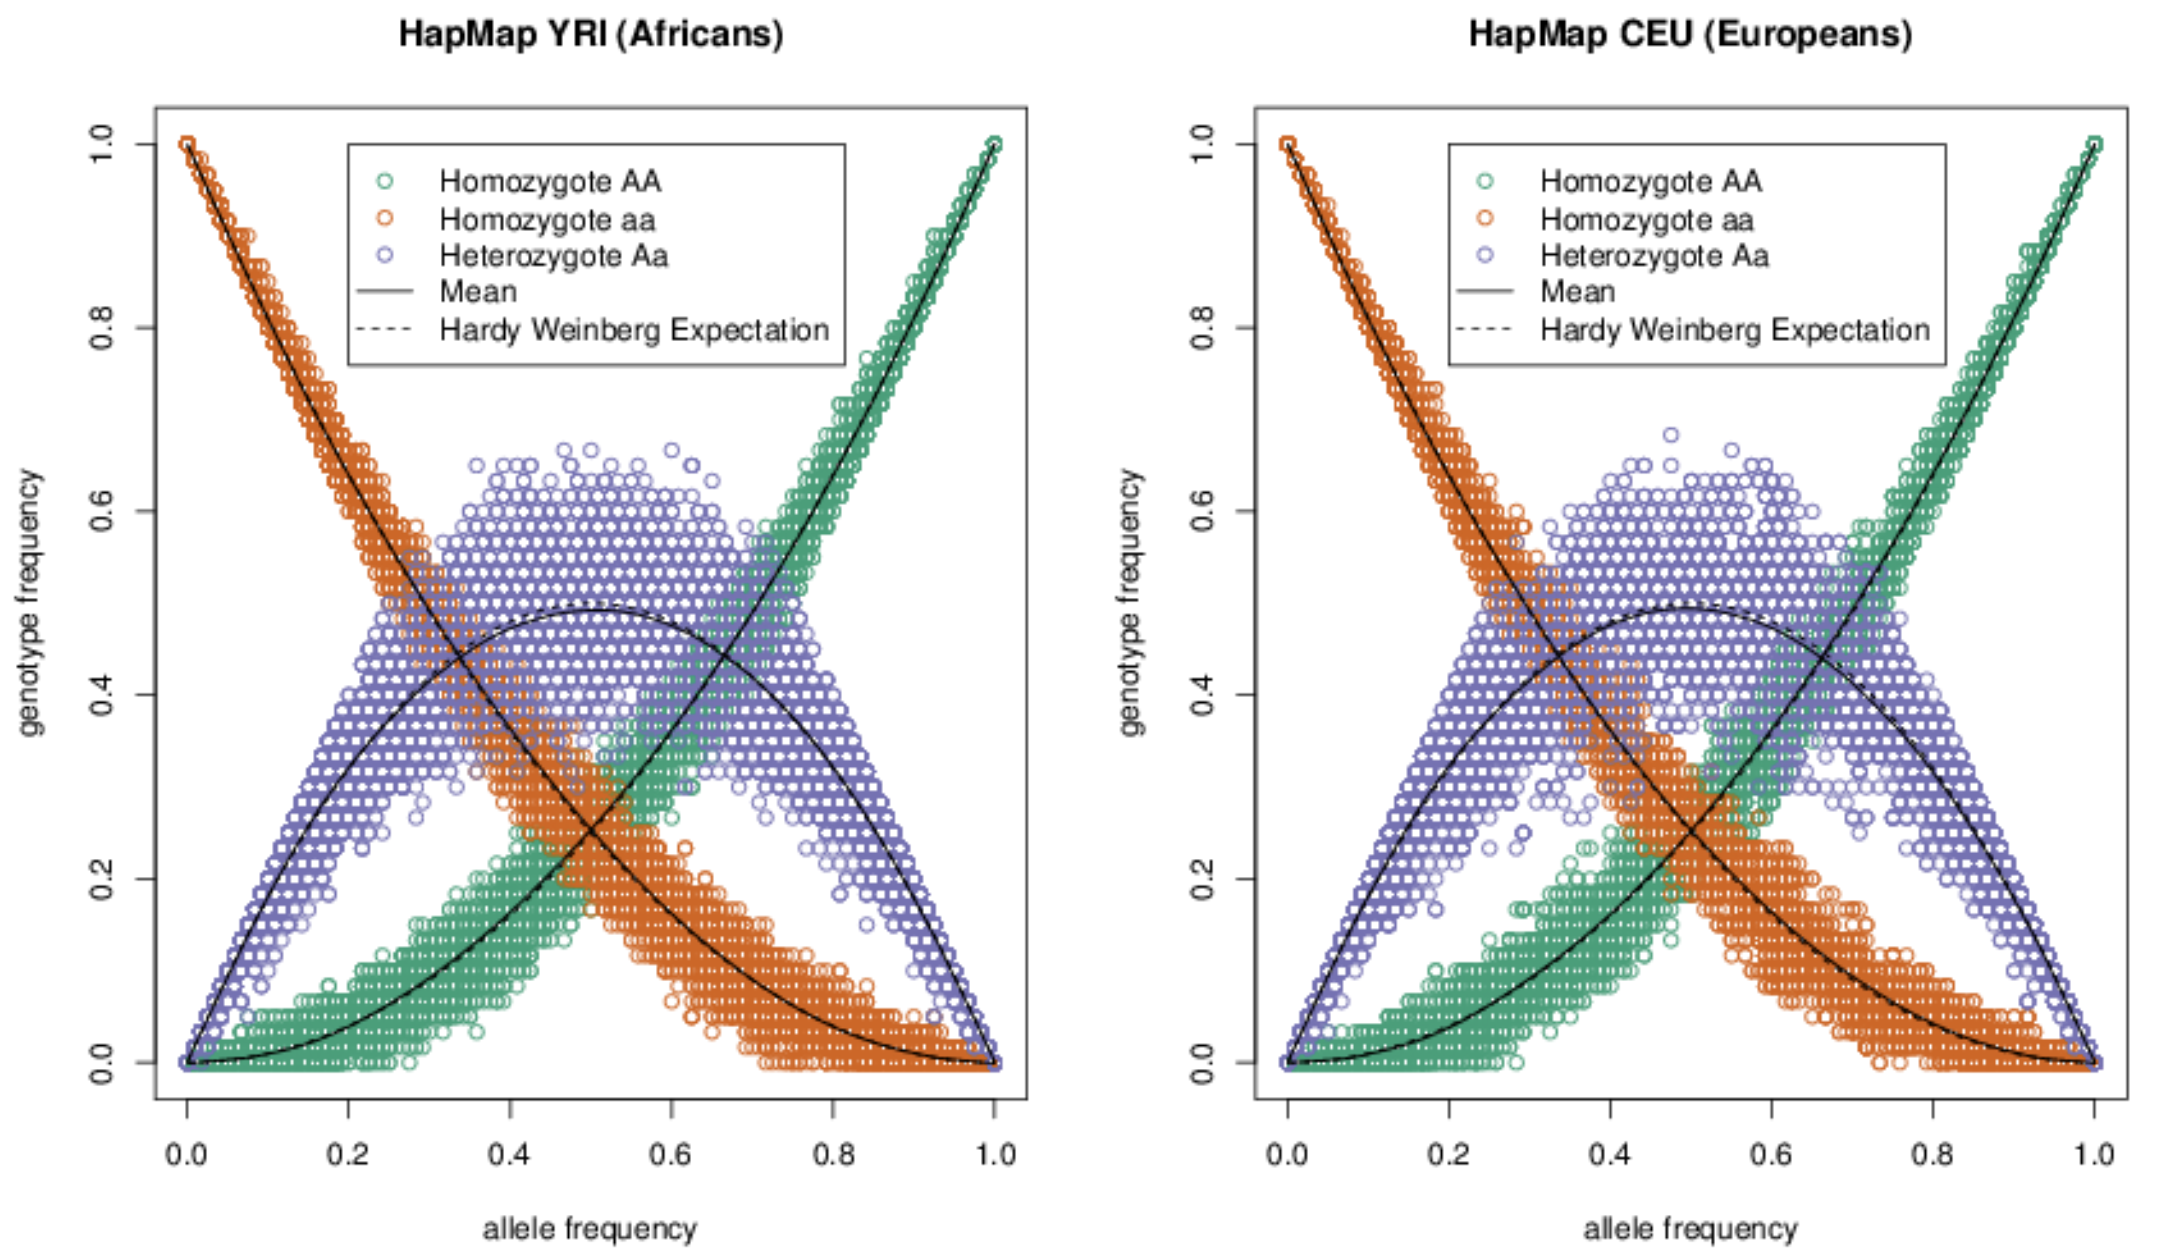 HapMap YRI (Africans)
genotype frequency
1.0
0.8
0.6
0.4
0.2
0.0
Homozygote AA
Homozygote aa
Heterozygote Aa
Mean
Hardy Weinberg Expectation
0.0 0.2 0.4 0.6 0.8 1.0
allele frequency
HapMap CEU (Europeans)
genotype frequency
1.0
0.8
0.6
0.4
0.2
0.0
Homozygote AA
Homozygote aa
Heterozygote Aa
Mean
Hardy Weinberg Expectation
0.0 0.2 0.4 0.6 0.8 1.0
allele frequency